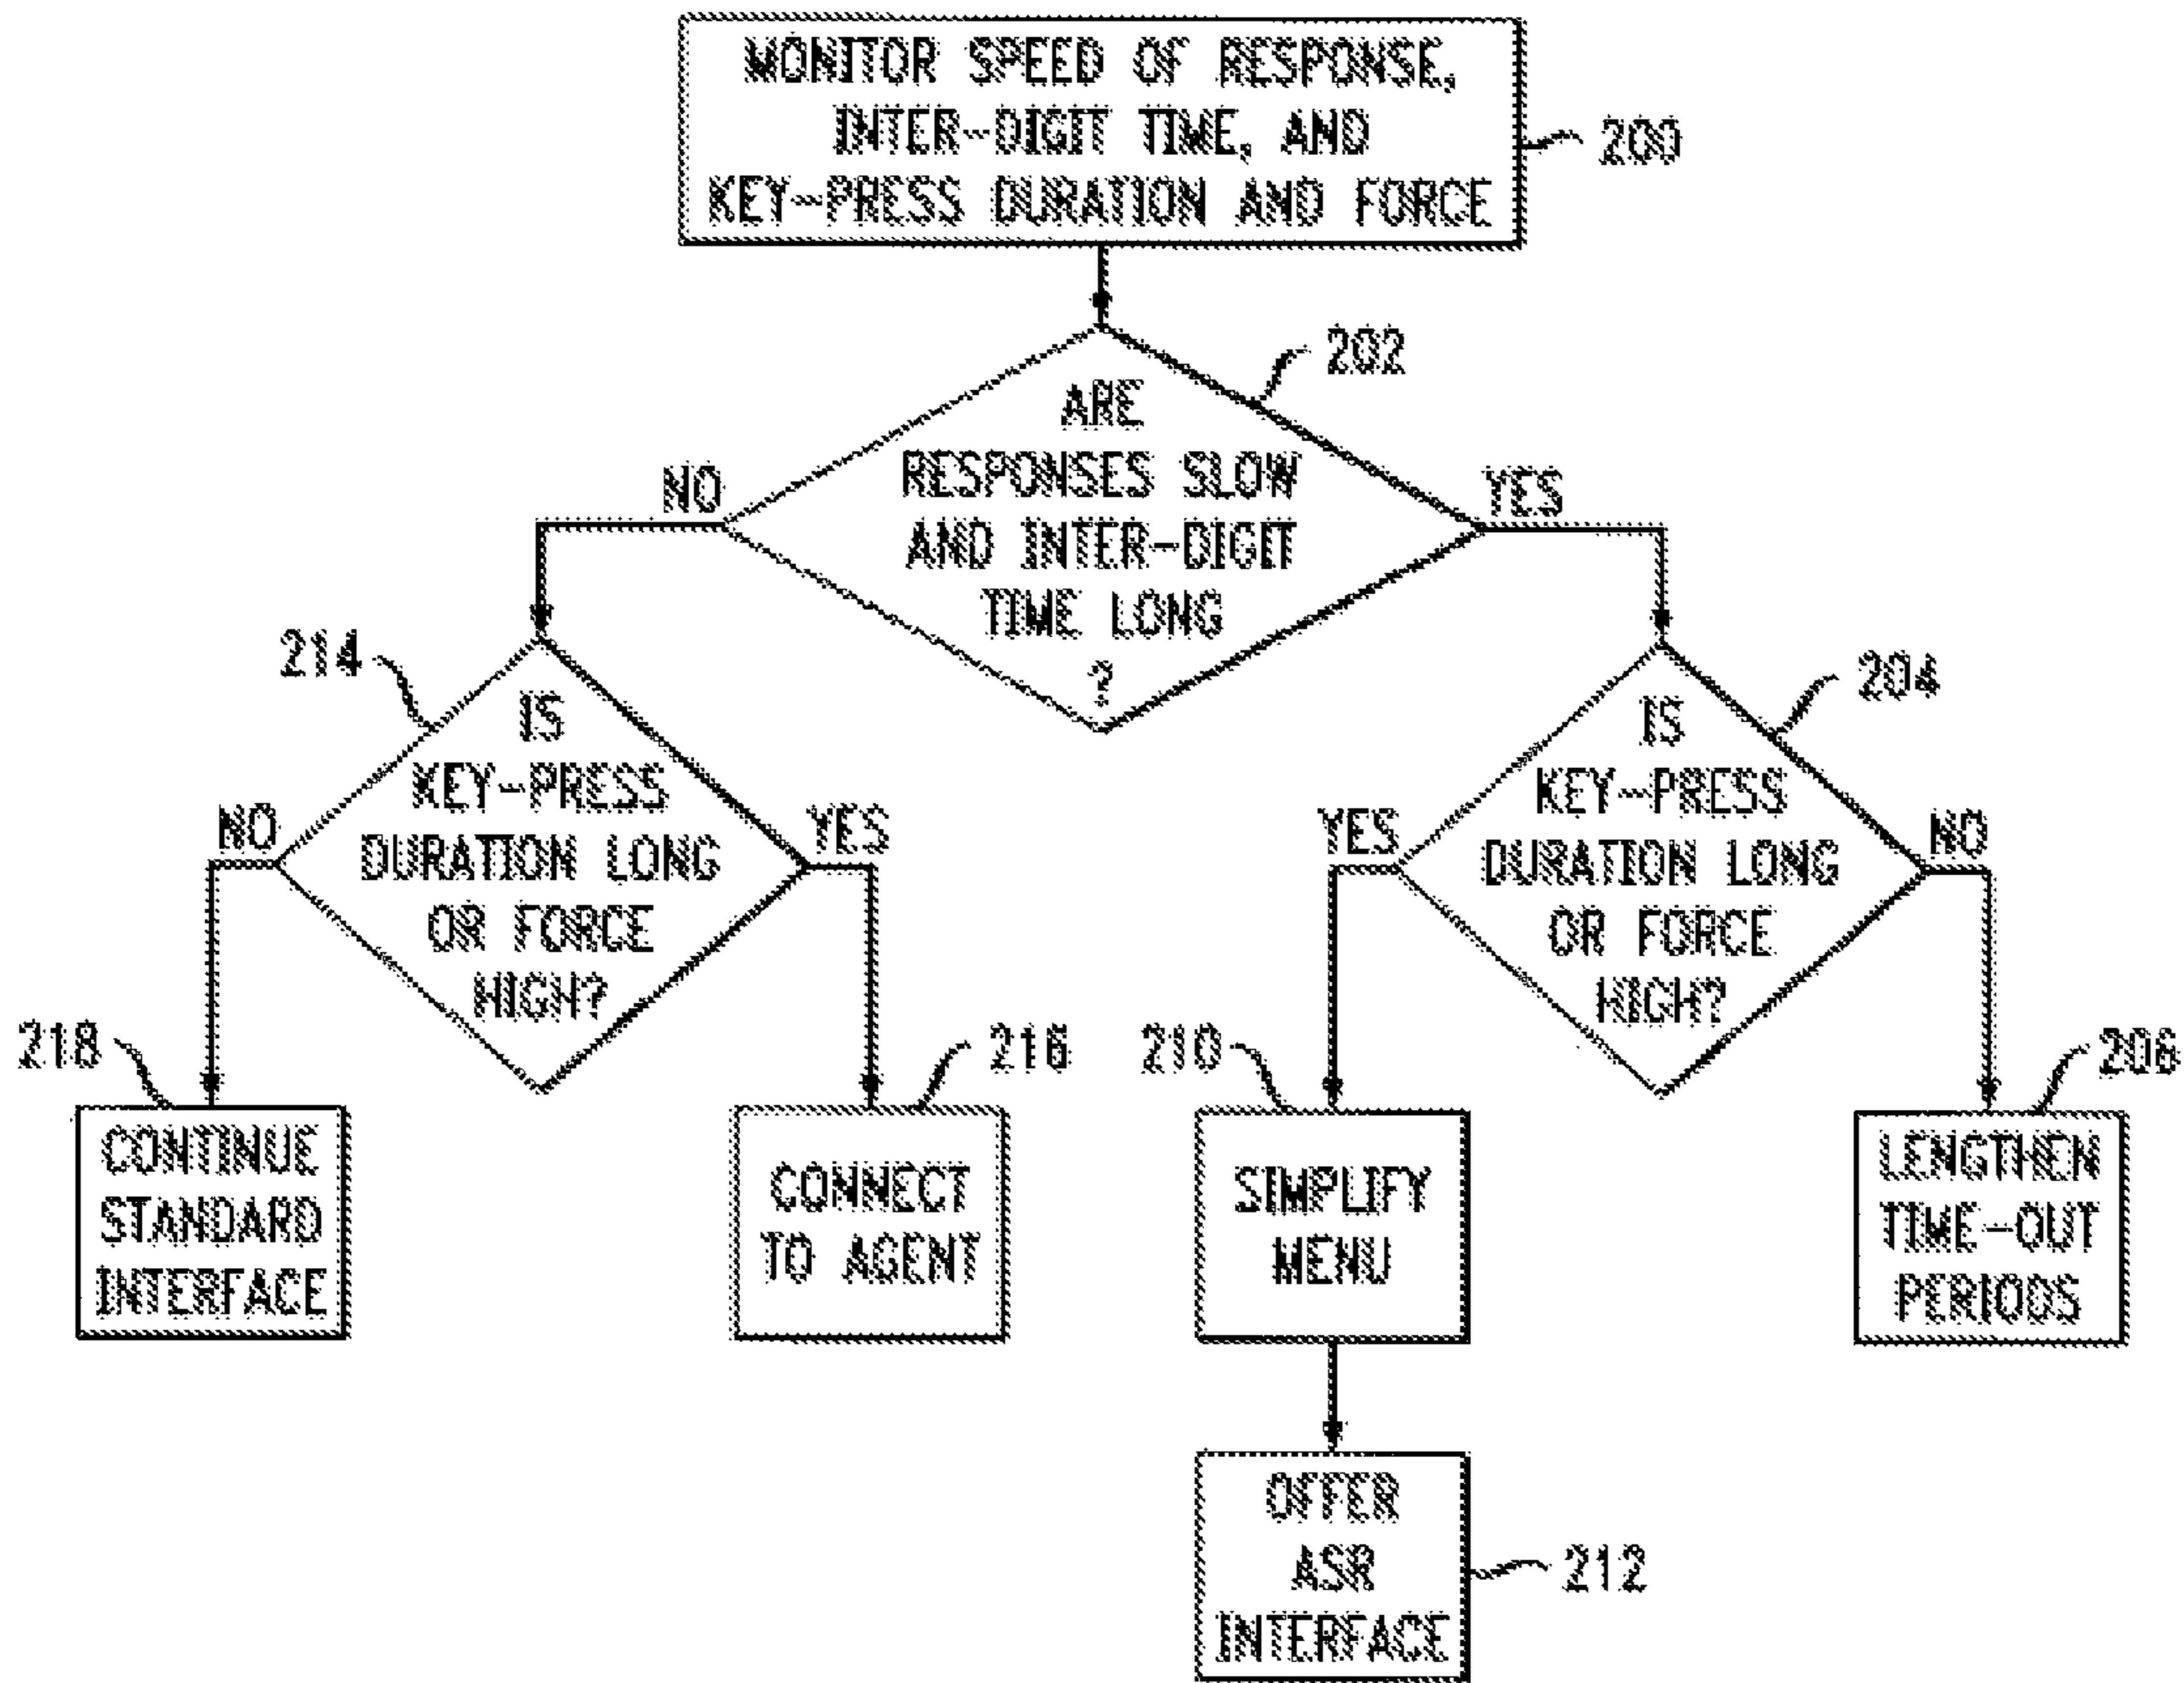 MONITOR SPEED OF RESPONSE,
INTER-DIGIT TIME, AND
KEY-PRESS DURATION AND FORCE
200
202
ARE
RESPONSES SLOW
AND INTER-DIGIT
TIME LONG
?
NO
YES
214
IS
KEY-PRESS
DURATION LONG
OR FORCE
HIGH?
NO
YES
204
IS
KEY-PRESS
DURATION LONG
OR FORCE
HIGH?
YES
NO
218
CONTINUE
STANDARD
INTERFACE
216
CONNECT
TO AGENT
210
SIMPLIFY
MENU
206
LENGTHEN
TIME-OUT
PERIODS
OFFER
ASR
INTERFACE
212